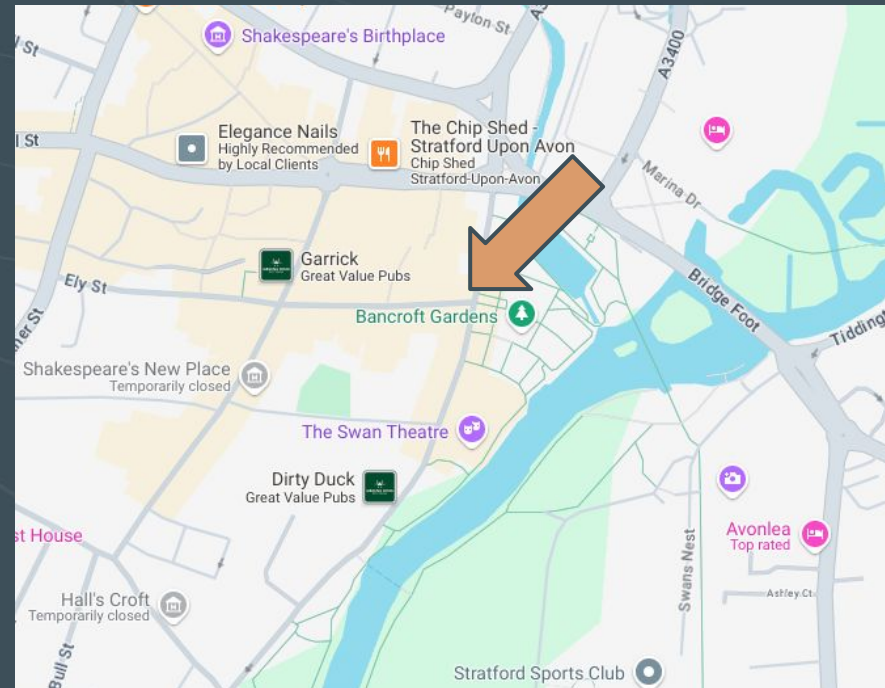 Payton St
Shakespeare's Birthplace
A3400
Elegance Nails
Highly Recommended
by Local Clients
The Chip Shed -
Stratford Upon Avon
Chip Shed
Stratford-Upon-Avon
Marina Dr
Garrick
Great Value Pubs
Ely St
Bancroft Gardens
Bridge Foot
Shakespeare's New Place
Temporarily closed
The Swan Theatre
Dirty Duck
Great Value Pubs
st House
Avonlea
Top rated
Swans Nest
Ashley Ct
Hall's Croft
Temporarily closed
Bull St
Stratford Sports Club